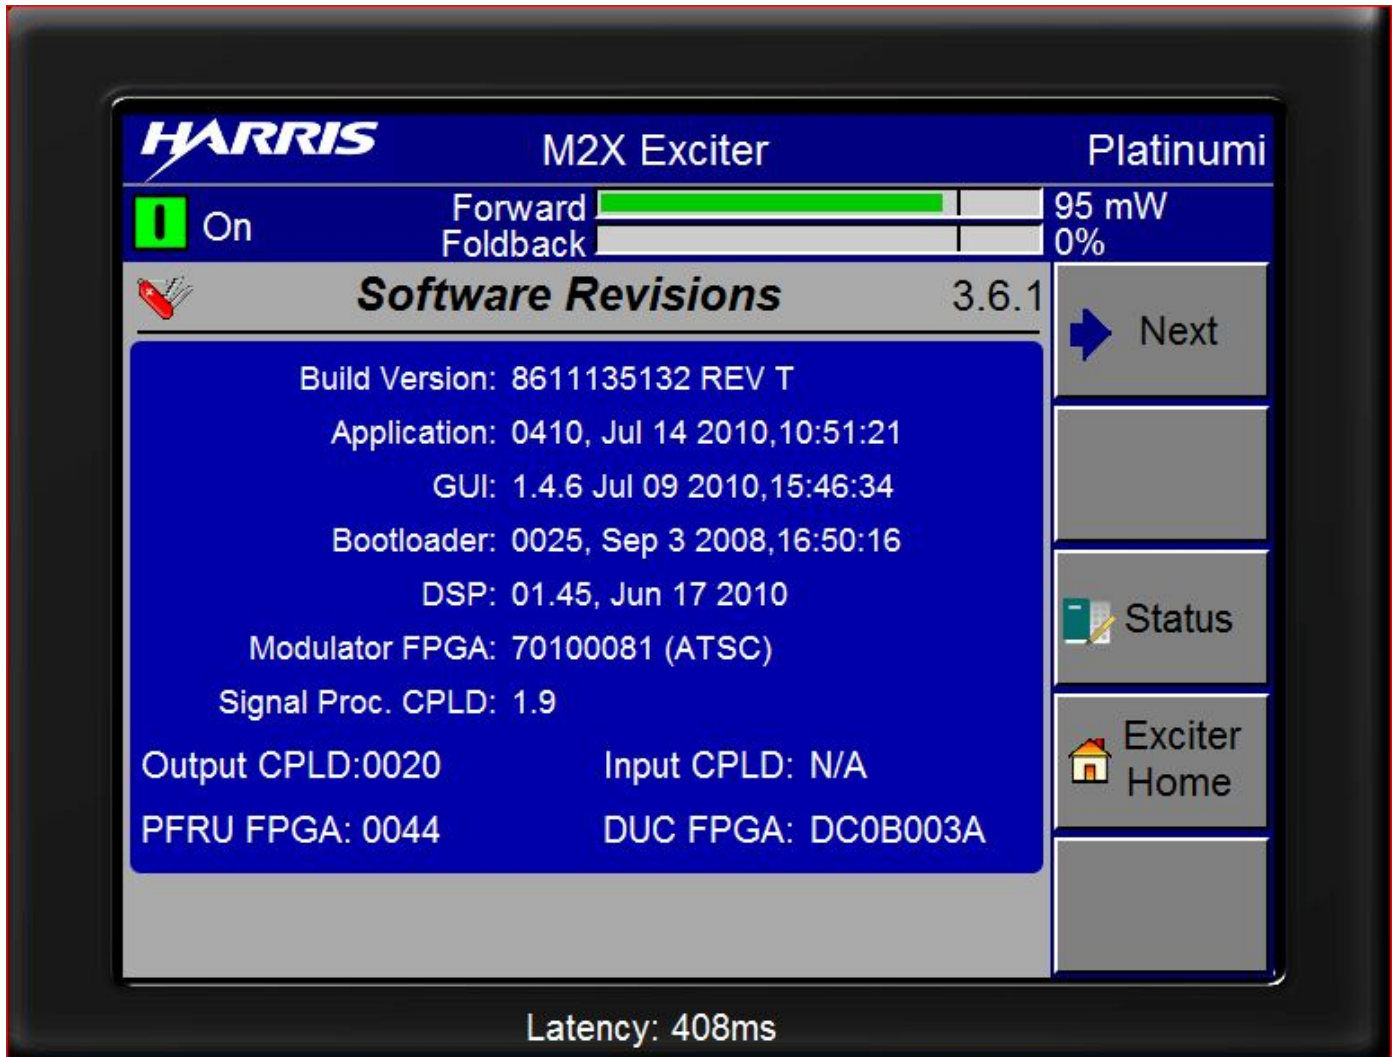 HARRIS M2X Exciter Platinumi
On Forward 95 mW
Foldback 0%
Software Revisions 3.6.1
Next
Build Version: 8611135132 REV T
Application: 0410, Jul 14 2010,10:51:21
GUI: 1.4.6 Jul 09 2010,15:46:34
Bootloader: 0025, Sep 3 2008,16:50:16
DSP: 01.45, Jun 17 2010
Status
Modulator FPGA: 70100081 (ATSC)
Signal Proc. CPLD: 1.9
Output CPLD:0020 Input CPLD: N/A
Exciter
Home
PFRU FPGA: 0044 DUC FPGA: DC0B003A
Latency: 408ms